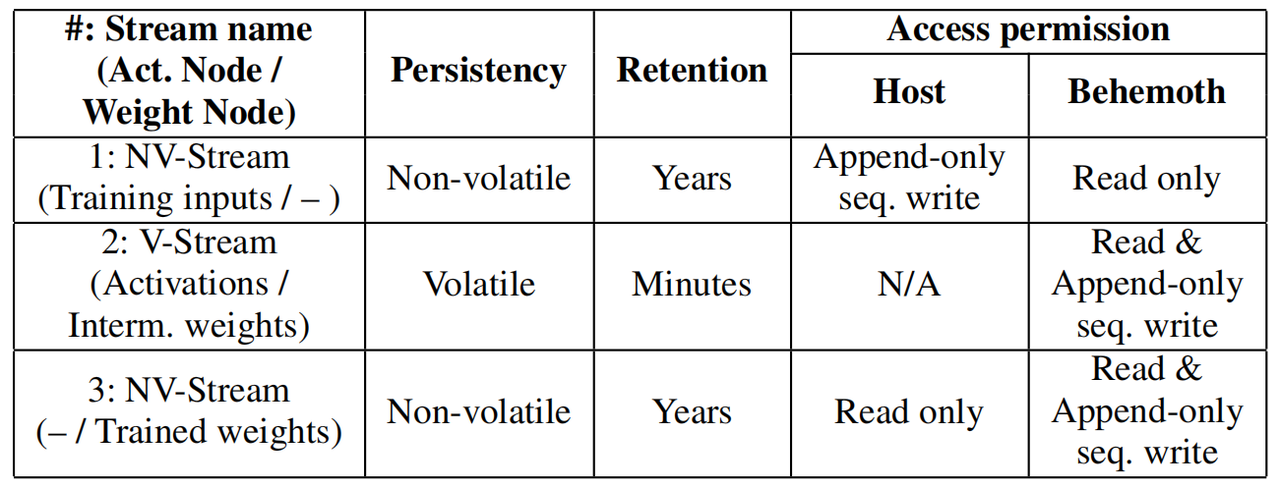 #: Stream name
(Act. Node /
Weight Node)
Persistency
Retention
Access permission
Host
Behemoth
1: NV-Stream
(Training inputs / – )
Non-volatile
Years
Append-only
seq. write
Read only
2: V-Stream
(Activations /
Interm. weights)
Volatile
Minutes
N/A
Read &
Append-only
seq. write
3: NV-Stream
(– / Trained weights)
Non-volatile
Years
Read only
Read &
Append-only
seq. write